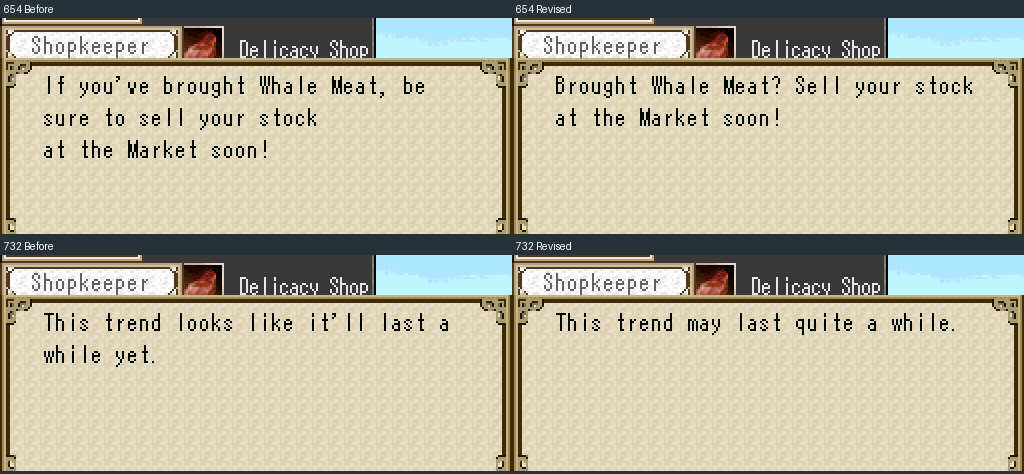 654 Before
654 Revised
Shopkeeper
Delicacy Shop
If you've brought Whale Meat, be
sure to sell your stock
at the Market soon!
Shopkeeper
Delicacy Shop
Brought Whale Meat? Sell your stock
at the Market soon!
732 Before
732 Revised
Shopkeeper
Delicacy Shop
This trend looks like it'll last a
while yet.
Shopkeeper
Delicacy Shop
This trend may last quite a while.